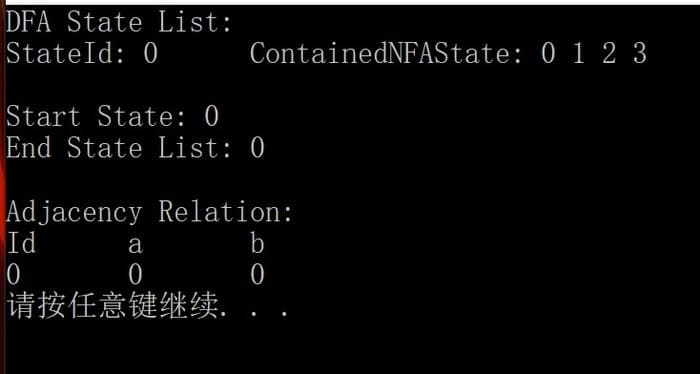 DFA State List:
StateId: 0 ContainedNFAState: 0 1 2 3
Start State: 0
End State List: 0
Adjacency Relation:
Id a b
0 0 0
请按任意键继续. . .